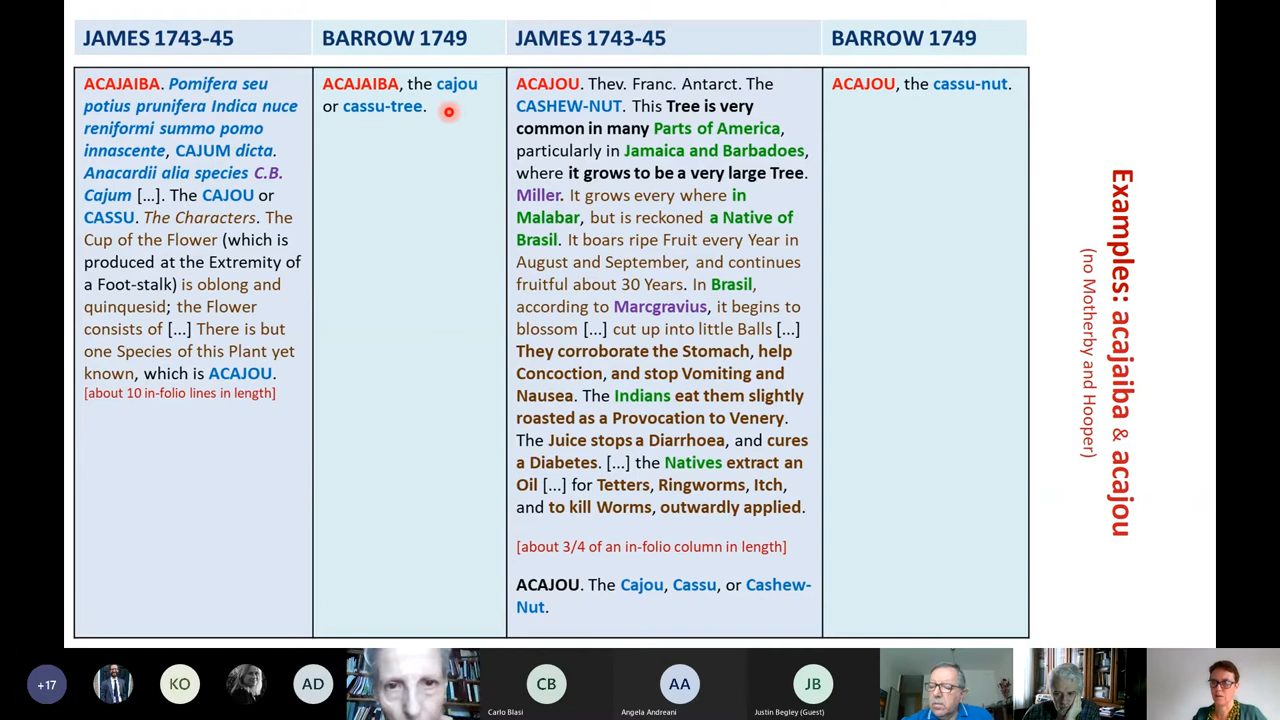 JAMES 1743-45
BARROW 1749
JAMES 1743-45
BARROW 1749
ACAJAIBA. Pomifera seu
potius prunifera Indica nuce
reniformi summo pomo
innascente, CAJUM dicta.
Anacardii alia species C.B.
Cajum [...]. The CAJOU or
CASSU. The Characters. The
Cup of the Flower (which is
produced at the Extremity of
a Foot-stalk) is oblong and
quinquesid; the Flower
consists of [...] There is but
one Species of this Plant yet
known, which is ACAJOU.
[about 10 in-folio lines in length]
ACAJAIBA, the cajou
or cassu-tree.
ACAJOU. Thev. Franc. Antarct. The
CASHEW-NUT. This Tree is very
common in many Parts of America,
particularly in Jamaica and Barbadoes,
where it grows to be a very large Tree.
Miller. It grows every where in
Malabar, but is reckoned a Native of
Brasil. It boars ripe Fruit every Year in
August and September, and continues
fruitful about 30 Years. In Brasil,
according to Marcgravius, it begins to
blossom [...] cut up into little Balls [...]
They corroborate the Stomach, help
Concoction, and stop Vomiting and
Nausea. The Indians eat them slightly
roasted as a Provocation to Venery.
The Juice stops a Diarrhoea, and cures
a Diabetes. [...] the Natives extract an
Oil [...] for Tetters, Ringworms, Itch,
and to kill Worms, outwardly applied.
[about 3/4 of an in-folio column in length]
ACAJOU. The Cajou, Cassu, or Cashew-
Nut.
ACAJOU, the cassu-nut.
Examples: acajaiba & acajou
(no Motherby and Hooper)
+17
KO
AD
CB
Carlo Blasi
AA
Angela Andreani
JB
Justin Begley (Guest)